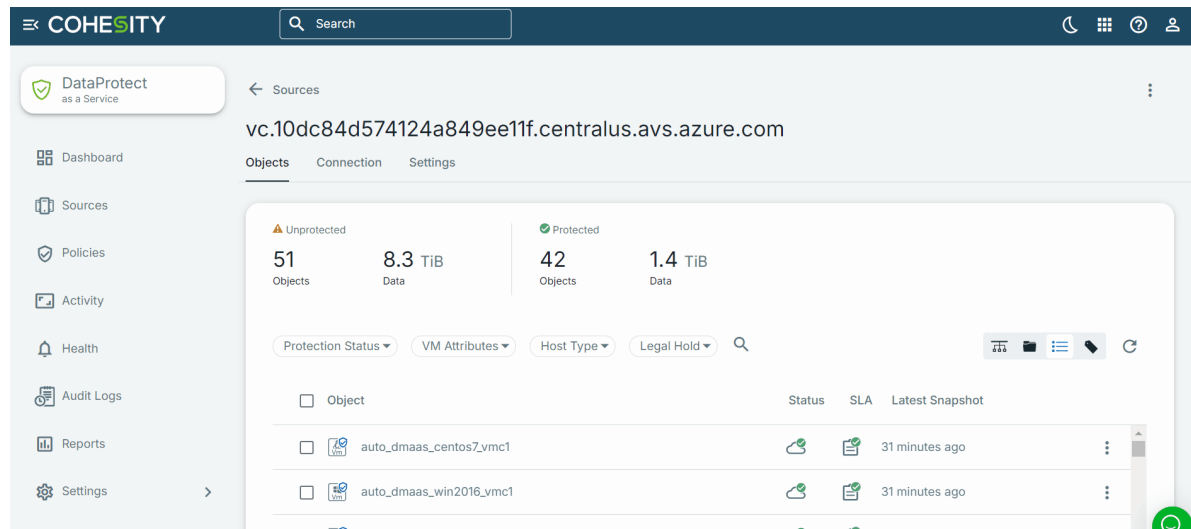 COHESITY
Search
DataProtect
as a Service
Dashboard
Sources
Policies
Activity
Health
Audit Logs
Reports
Settings
Sources
vc.10dc84d574124a849ee11f.centralus.avs.azure.com
Objects Connection Settings
Unprotected Protected
51 8.3 TiB 42 1.4 TiB
Objects Data Objects Data
Protection Status VM Attributes Host Type Legal Hold
Object Status SLA Latest Snapshot
Vm auto_dmaas_centos7_vmc1 31 minutes ago
Vm auto_dmaas_win2016_vmc1 31 minutes ago